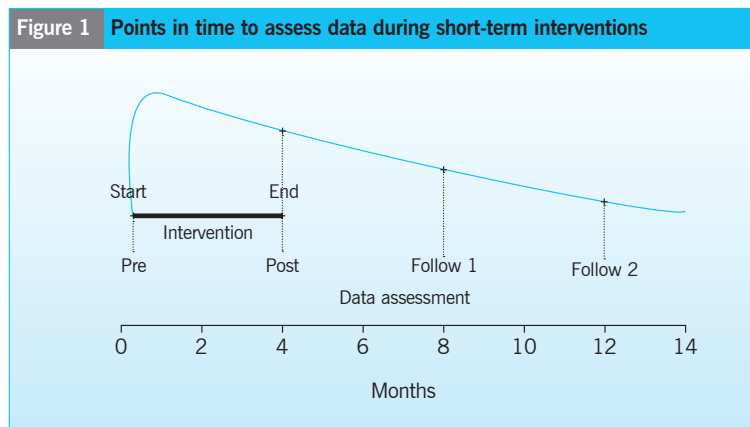 Figure 1 Points in time to assess data during short-term interventions
Start End
Intervention
Pre Post Follow 1 Follow 2
Data assessment
0 2 4 6 8 10 12 14
Months